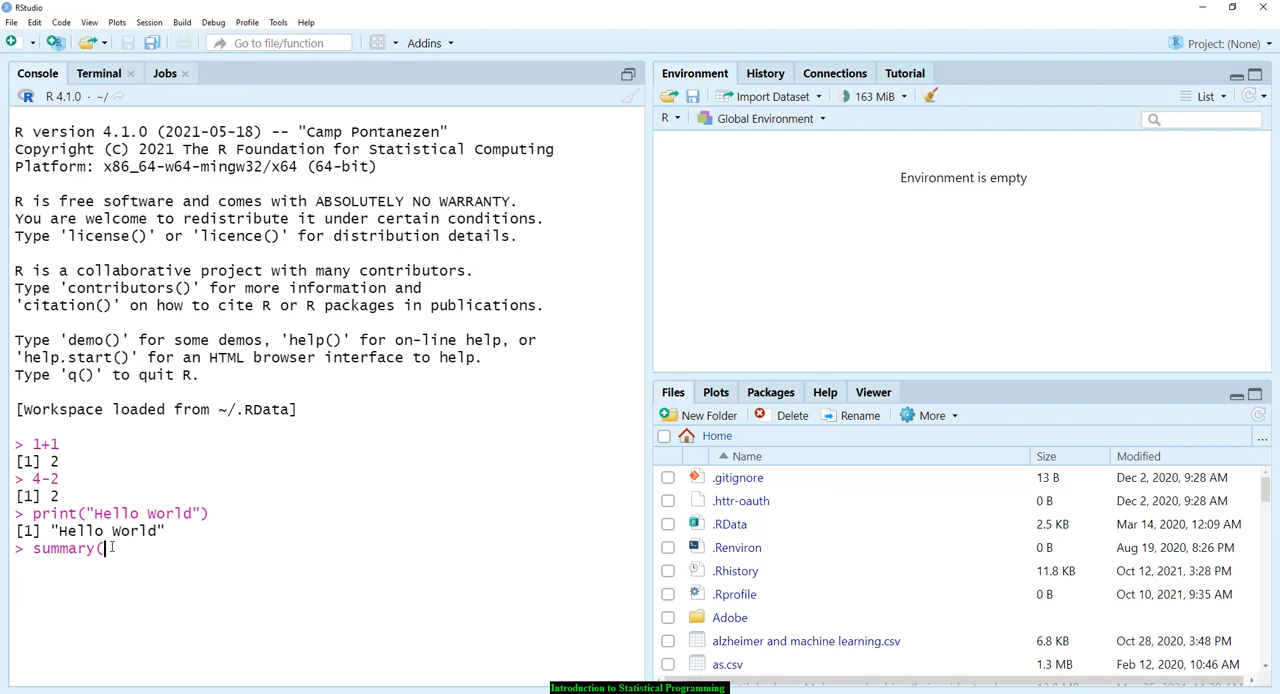 RStudio
File Edit Code View Plots Session Build Debug Profile Tools Help
Go to file/function Addins Project: (None)
Console Terminal Jobs
R 4.1.0 · ~/
R version 4.1.0 (2021-05-18) -- "Camp Pontanezen"
Copyright (C) 2021 The R Foundation for Statistical Computing
Platform: x86_64-w64-mingw32/x64 (64-bit)
R is free software and comes with ABSOLUTELY NO WARRANTY.
You are welcome to redistribute it under certain conditions.
Type 'license()' or 'licence()' for distribution details.
R is a collaborative project with many contributors.
Type 'contributors()' for more information and
'citation()' on how to cite R or R packages in publications.
Type 'demo()' for some demos, 'help()' for on-line help, or
'help.start()' for an HTML browser interface to help.
Type 'q()' to quit R.
[Workspace loaded from ~/.RData]
> 1+1
[1] 2
> 4-2
[1] 2
> print("Hello World")
[1] "Hello World"
> summary(
Environment History Connections Tutorial
Import Dataset 163 MiB List
R Global Environment
Environment is empty
Files Plots Packages Help Viewer
New Folder Delete Rename More
Home ...
Name Size Modified
.gitignore 13 B Dec 2, 2020, 9:28 AM
.httr-oauth 0 B Dec 2, 2020, 9:28 AM
.RData 2.5 KB Mar 14, 2020, 12:09 AM
.Renviron 0 B Aug 19, 2020, 8:26 PM
.Rhistory 11.8 KB Oct 12, 2021, 3:28 PM
.Rprofile 0 B Oct 10, 2021, 9:35 AM
Adobe
alzheimer and machine learning.csv 6.8 KB Oct 28, 2020, 3:48 PM
as.csv 1.3 MB Feb 12, 2020, 10:46 AM
Introduction to Statistical Programming